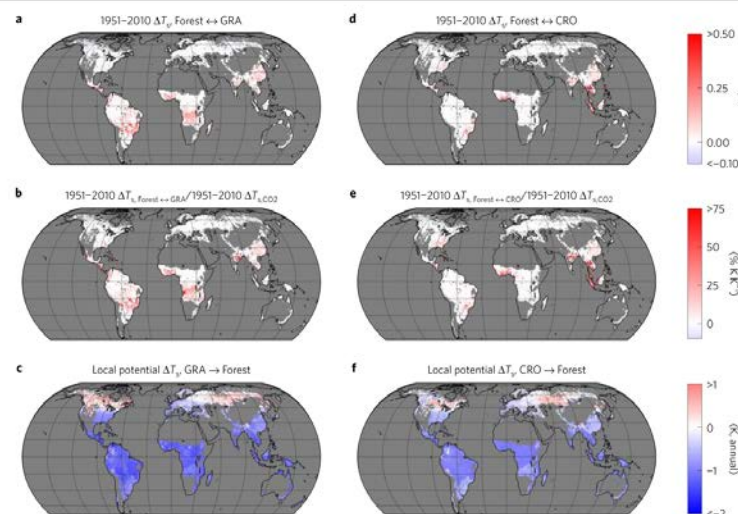 a
1951–2010 ΔTs, Forest ↔ GRA
d
1951–2010 ΔTs, Forest ↔ CRO
>0.50
0.25
0.00
<–0.10
b
1951–2010 ΔTs, Forest ↔ GRA/1951–2010 ΔTs,CO2
e
1951–2010 ΔTs, Forest ↔ CRO/1951–2010 ΔTs,CO2
>75
50
25
0
(% K K⁻¹)
c
Local potential ΔTs, GRA → Forest
f
Local potential ΔTs, CRO → Forest
>1
0
–1
<–2
(K, annual)